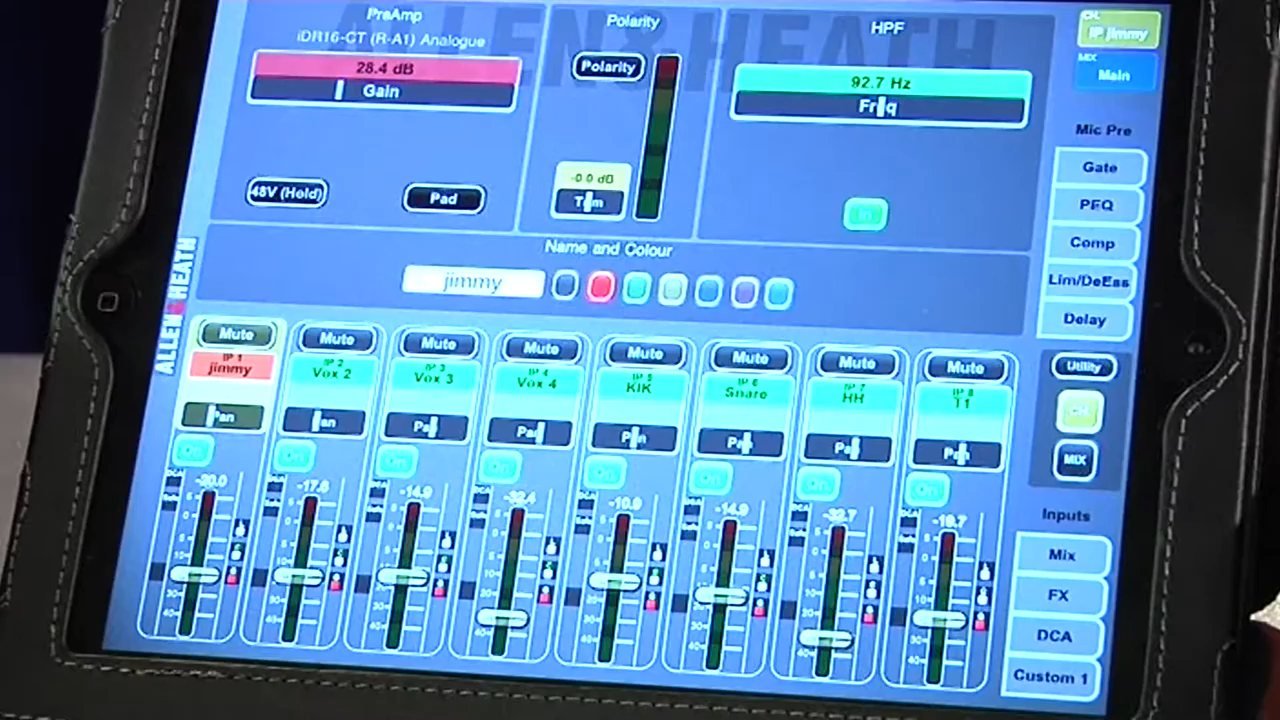 ALLEN&HEATH
PreAmp
iDR16-CT (R-A1) Analogue
28.4 dB
Gain
48V (Hold)
Pad
Polarity
Polarity
-0.0 dB
Trim
HPF
92.7 Hz
Freq
In
CH
IP jimmy
MIX
Main
Mic Pre
Gate
PEQ
Comp
Lim/DeEss
Delay
Name and Colour
jimmy
ALLEN&HEATH
Mute
Mute
Mute
Mute
Mute
Mute
Mute
Mute
IP 1
jimmy
IP 2
Vox 2
IP 3
Vox 3
IP 4
Vox 4
IP 5
KIK
IP 6
Snare
IP 7
HH
IP 8
T1
Pan
Pan
Pan
Pan
Pan
Pan
Pan
Pan
On
On
On
On
On
On
On
On
-20.0
-17.6
-14.9
-32.4
-10.9
-14.9
-32.7
-19.7
Utility
CH
MIX
Inputs
Mix
FX
DCA
Custom 1